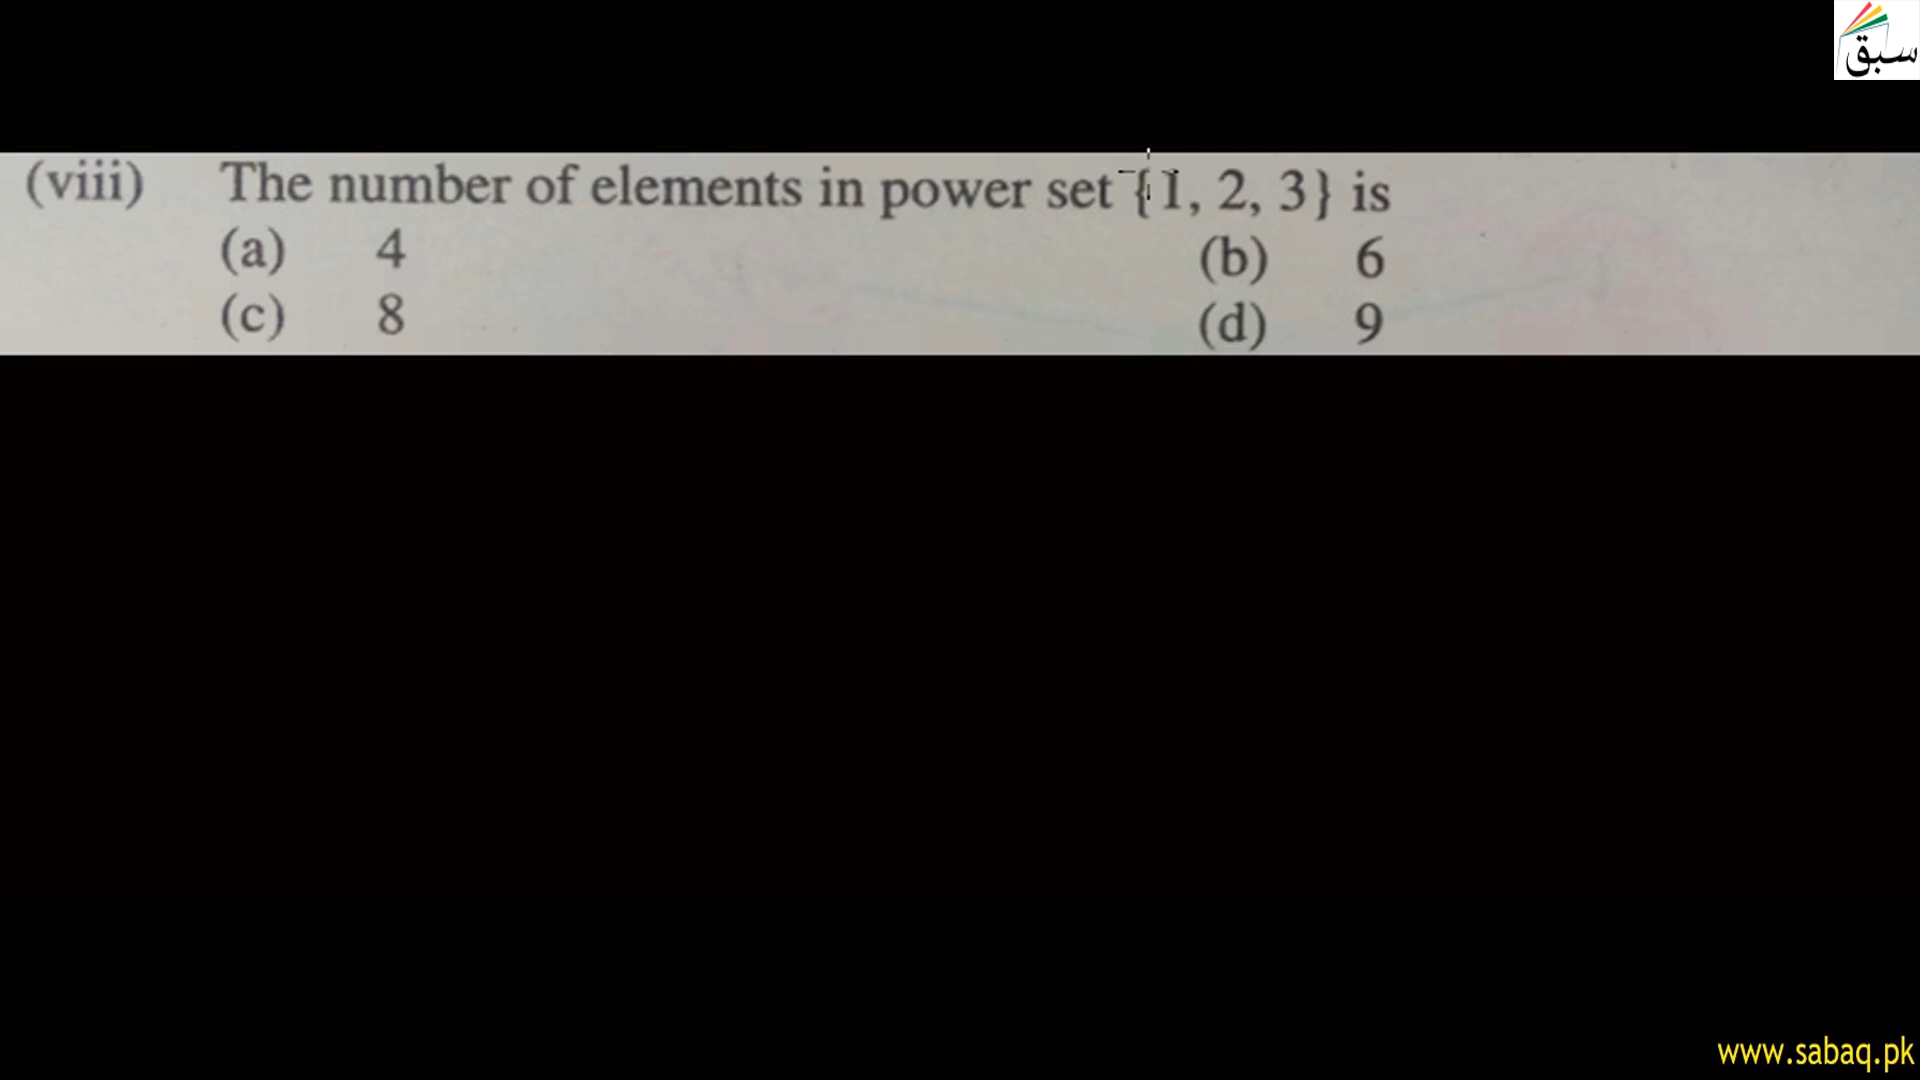 سبق
(viii) The number of elements in power set {1, 2, 3} is
(a) 4 (b) 6
(c) 8 (d) 9
www.sabaq.pk